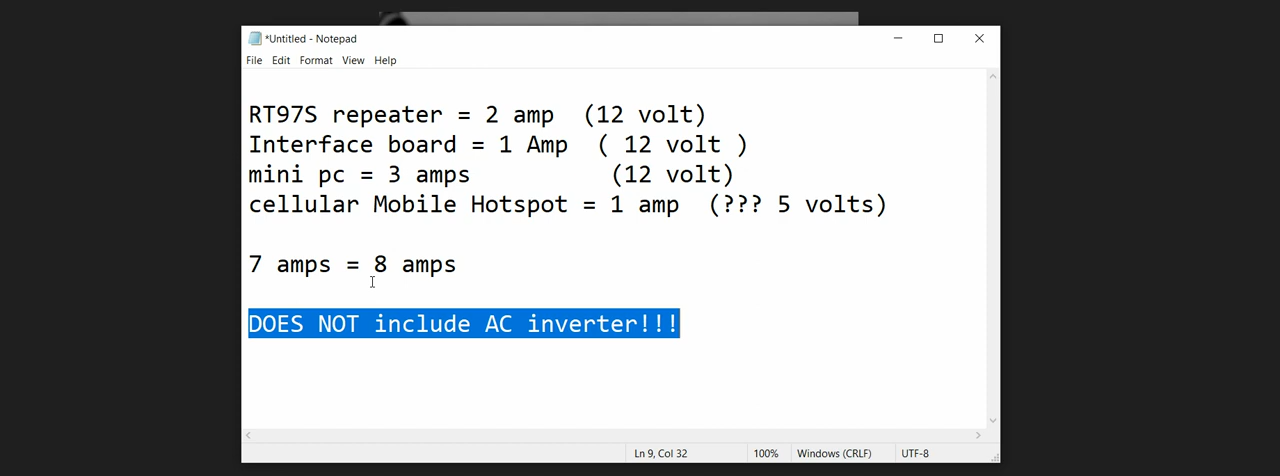 *Untitled - Notepad
File Edit Format View Help
RT97S repeater = 2 amp (12 volt)
Interface board = 1 Amp ( 12 volt )
mini pc = 3 amps (12 volt)
cellular Mobile Hotspot = 1 amp (??? 5 volts)
7 amps = 8 amps
DOES NOT include AC inverter!!!
Ln 9, Col 32 100% Windows (CRLF) UTF-8